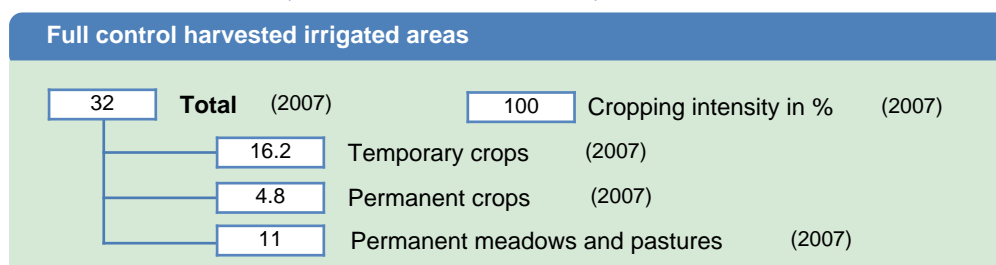 Full control harvested irrigated areas
32 Total (2007) 100 Cropping intensity in % (2007)
16.2 Temporary crops (2007)
4.8 Permanent crops (2007)
11 Permanent meadows and pastures (2007)